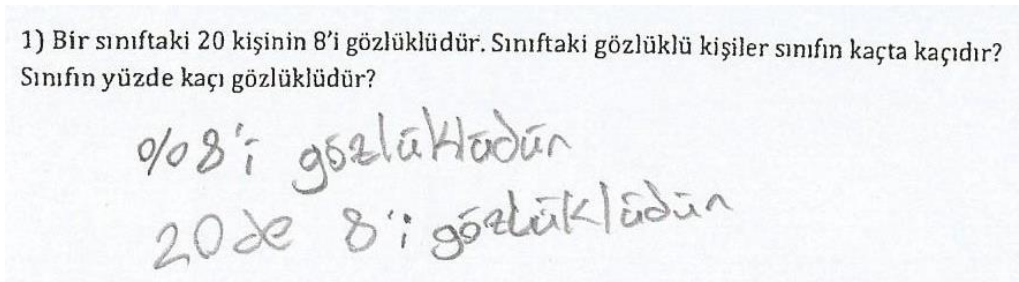 1) Bir sınıftaki 20 kişinin 8'i gözlüklüdür. Sınıftaki gözlüklü kişiler sınıfın kaçta kaçıdır?
Sınıfın yüzde kaçı gözlüklüdür?
%8'i gözlüklüdür
20de 8'i gözlüklüdür